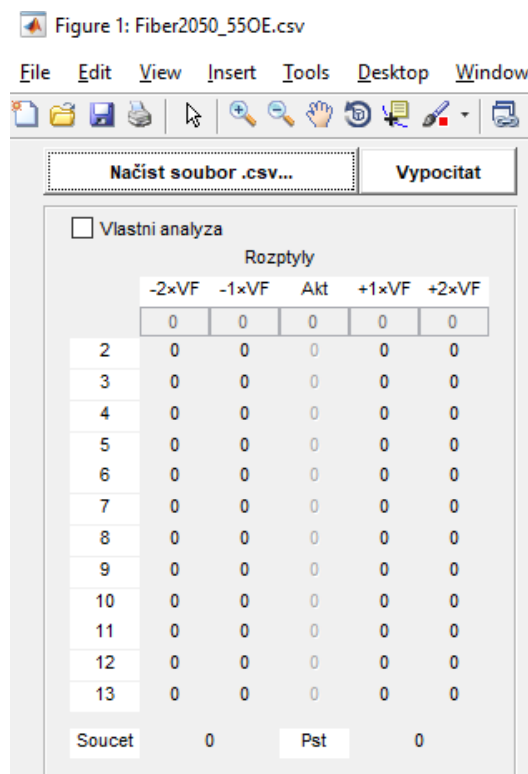 Figure 1: Fiber2050_55OE.csv
File Edit View Insert Tools Desktop Window
Načíst soubor .csv... Vypocitat
Vlastni analyza
Rozptyly
-2×VF -1×VF Akt +1×VF +2×VF
0 0 0 0 0
2 0 0 0 0 0
3 0 0 0 0 0
4 0 0 0 0 0
5 0 0 0 0 0
6 0 0 0 0 0
7 0 0 0 0 0
8 0 0 0 0 0
9 0 0 0 0 0
10 0 0 0 0 0
11 0 0 0 0 0
12 0 0 0 0 0
13 0 0 0 0 0
Soucet 0 Pst 0